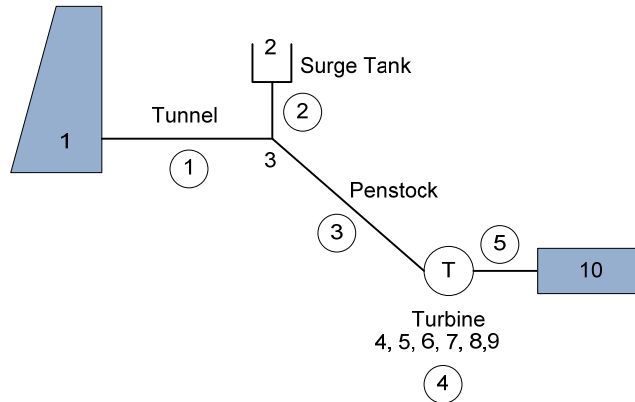 2
Surge Tank
2
Tunnel
1
1
3
Penstock
3
5
T
10
Turbine
4, 5, 6, 7, 8,9
4